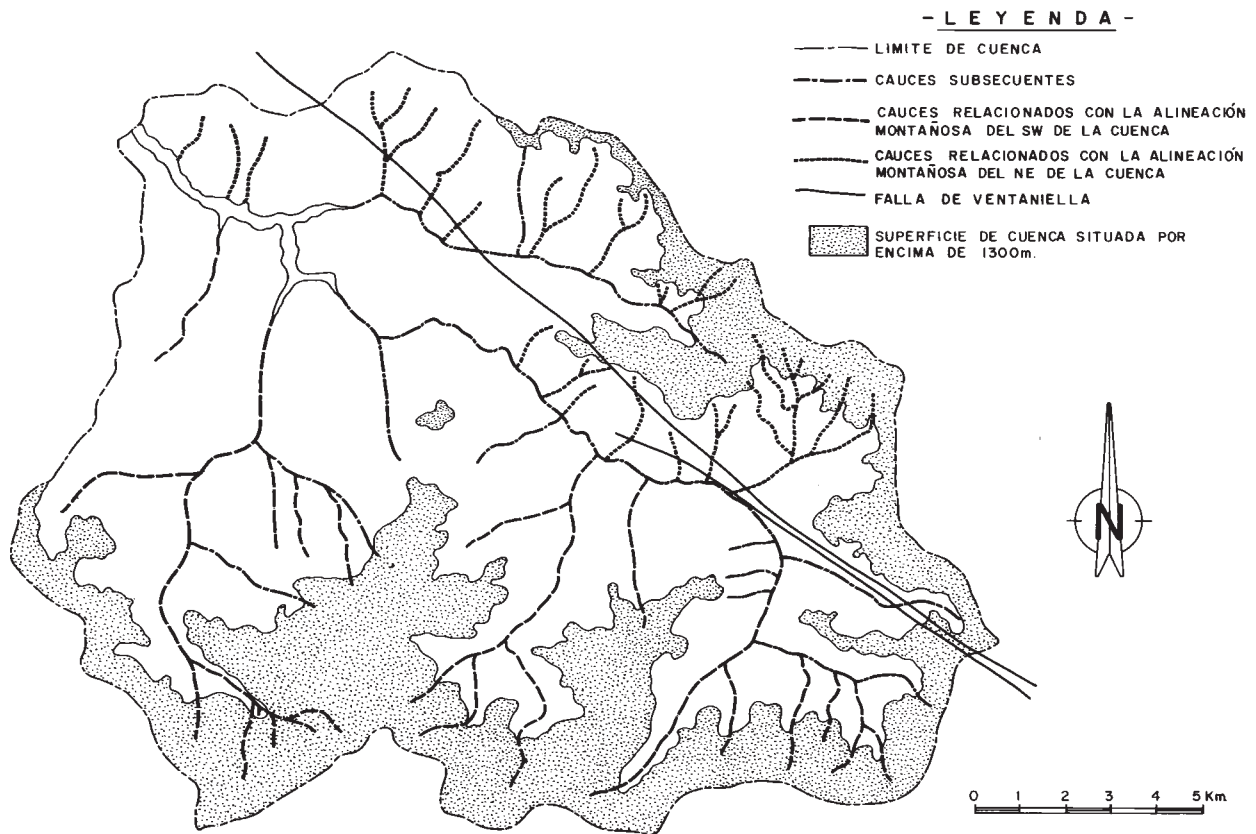 - LEYENDA -
LIMITE DE CUENCA
CAUCES SUBSECUENTES
CAUCES RELACIONADOS CON LA ALINEACIÓN
MONTAÑOSA DEL SW DE LA CUENCA
CAUCES RELACIONADOS CON LA ALINEACIÓN
MONTAÑOSA DEL NE DE LA CUENCA
FALLA DE VENTANIELLA
SUPERFICIE DE CUENCA SITUADA POR
ENCIMA DE 1300m.
N
0 1 2 3 4 5 Km